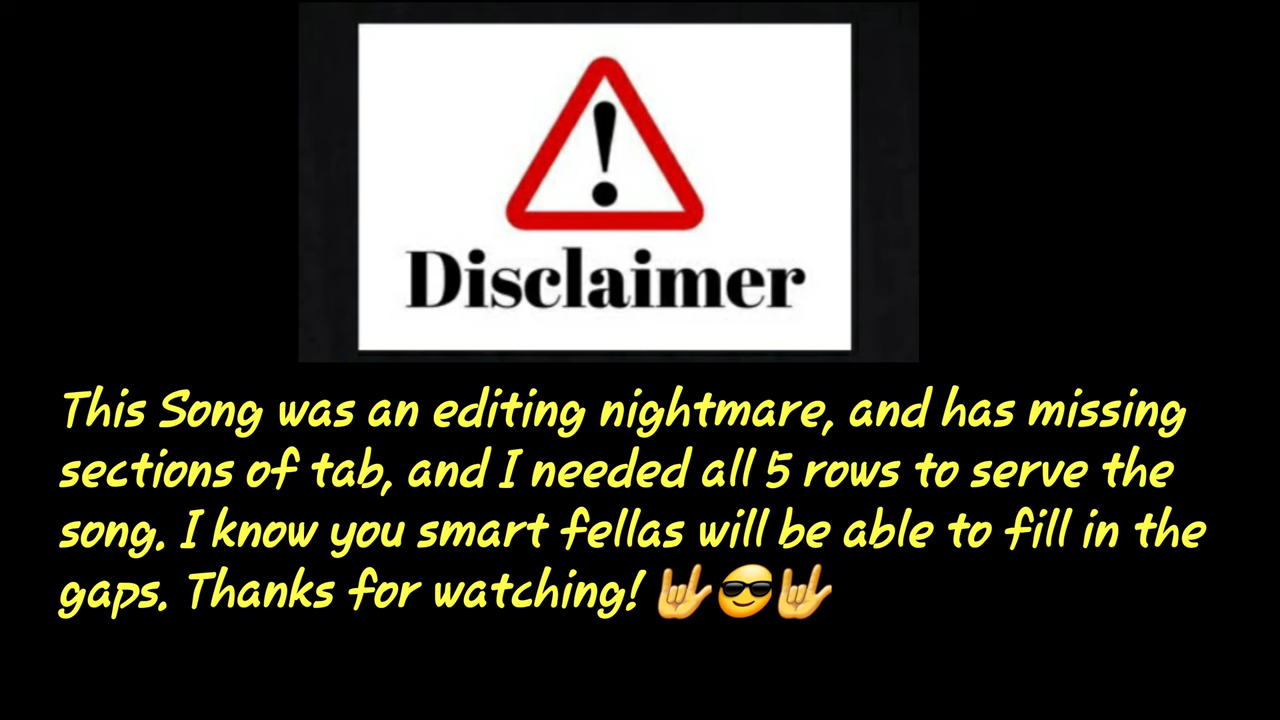 Disclaimer
This Song was an editing nightmare, and has missing
sections of tab, and I needed all 5 rows to serve the
song. I know you smart fellas will be able to fill in the
gaps. Thanks for watching! 🤟😎🤟